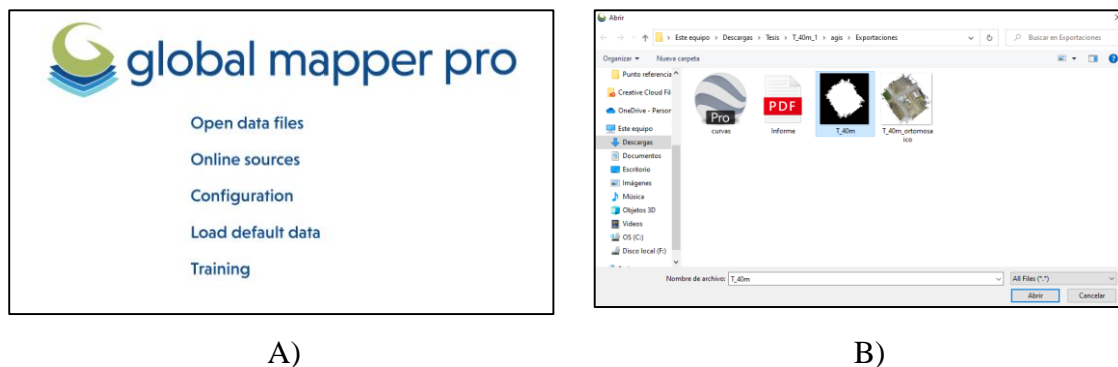 global mapper pro
Open data files
Online sources
Configuration
Load default data
Training
A)
Abrir
Este equipo > Descargas > Tesis > T_40m_1 > agis > Exportaciones
Buscar en Exportaciones
Organizar
Nueva carpeta
Punto referencia
Creative Cloud Fil
OneDrive - Person
Este equipo
Descargas
Documentos
Escritorio
Imágenes
Música
Objetos 3D
Videos
OS (C:)
Disco local (F:)
Pro
curvas
PDF
Informe
T_40m
T_40m_ortomosa
ico
Nombre de archivo: T_40m
All Files (*.*)
Abrir
Cancelar
B)